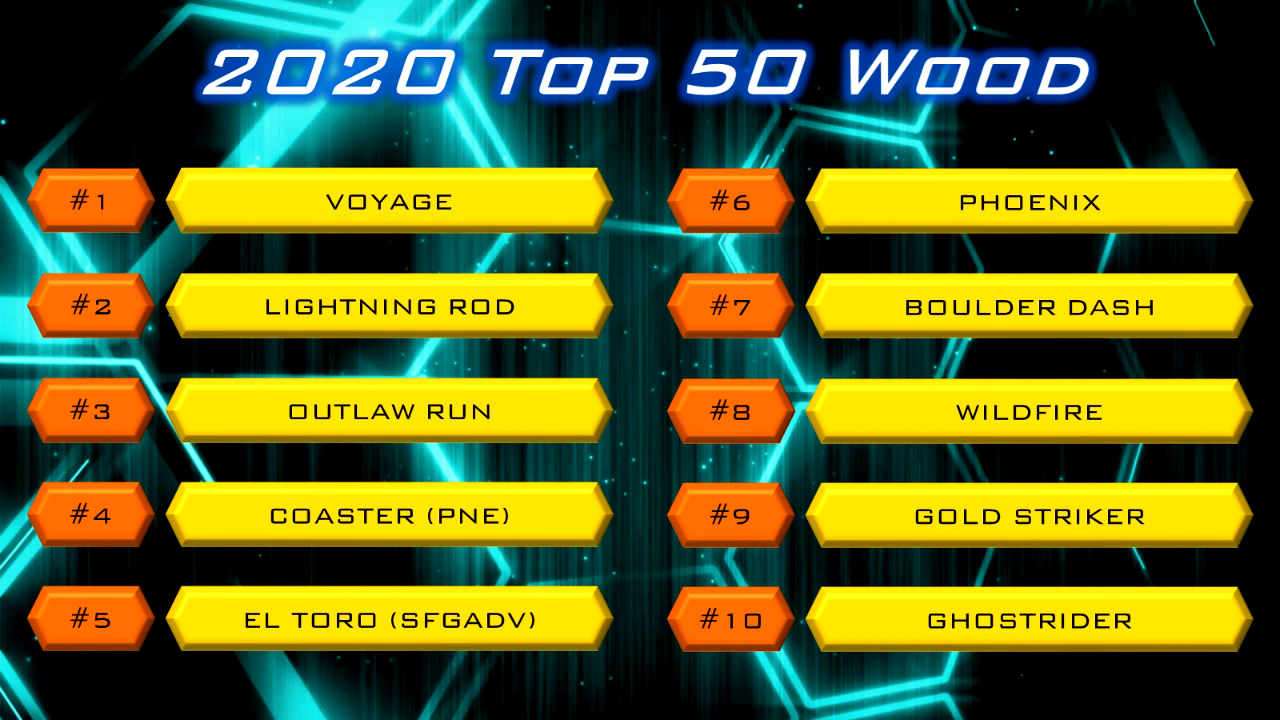 2020 Top 50 Wood
#1 VOYAGE
#2 LIGHTNING ROD
#3 OUTLAW RUN
#4 COASTER (PNE)
#5 EL TORO (SFGADV)
#6 PHOENIX
#7 BOULDER DASH
#8 WILDFIRE
#9 GOLD STRIKER
#10 GHOSTRIDER